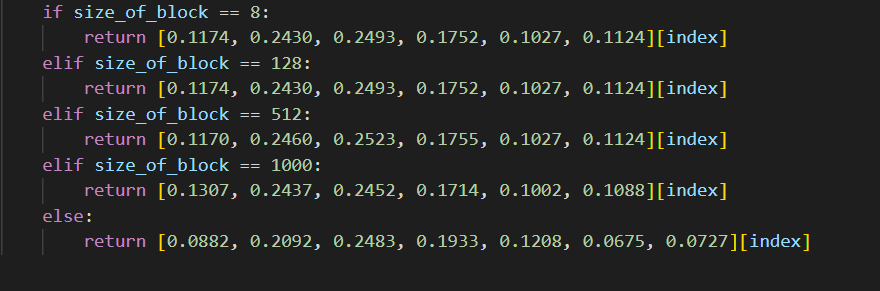 if size_of_block == 8:
    return [0.1174, 0.2430, 0.2493, 0.1752, 0.1027, 0.1124][index]
elif size_of_block == 128:
    return [0.1174, 0.2430, 0.2493, 0.1752, 0.1027, 0.1124][index]
elif size_of_block == 512:
    return [0.1170, 0.2460, 0.2523, 0.1755, 0.1027, 0.1124][index]
elif size_of_block == 1000:
    return [0.1307, 0.2437, 0.2452, 0.1714, 0.1002, 0.1088][index]
else:
    return [0.0882, 0.2092, 0.2483, 0.1933, 0.1208, 0.0675, 0.0727][index]